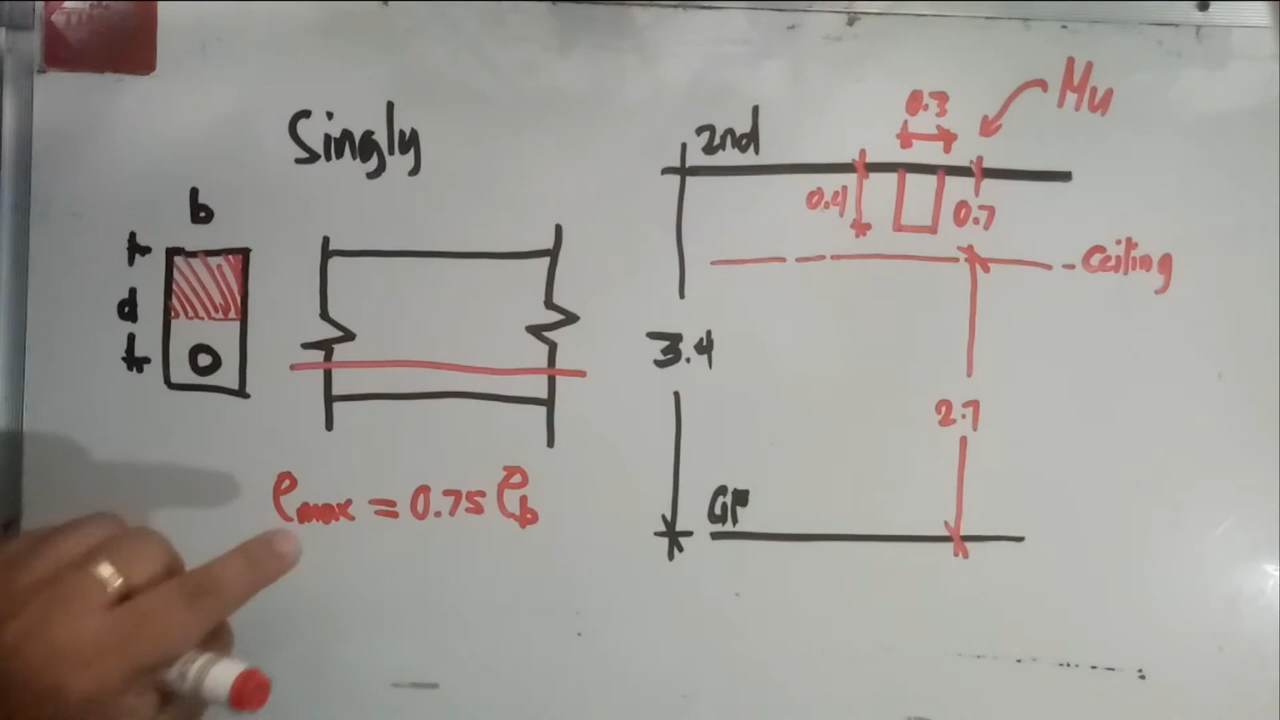 Singly
b
d
ρmax = 0.75 ρb
2nd
0.3
Mu
0.4
0.7
Ceiling
3.4
2.7
GF